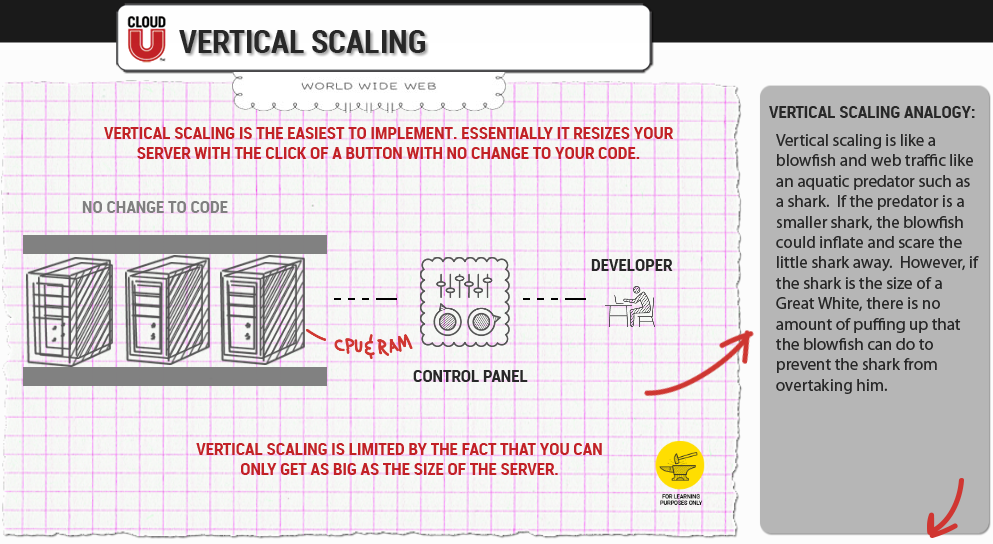 CLOUD
U
VERTICAL SCALING
WORLD WIDE WEB
VERTICAL SCALING IS THE EASIEST TO IMPLEMENT. ESSENTIALLY IT RESIZES YOUR
SERVER WITH THE CLICK OF A BUTTON WITH NO CHANGE TO YOUR CODE.
NO CHANGE TO CODE
DEVELOPER
CPU & RAM
CONTROL PANEL
VERTICAL SCALING IS LIMITED BY THE FACT THAT YOU CAN
ONLY GET AS BIG AS THE SIZE OF THE SERVER.
FOR LEARNING
PURPOSES ONLY
VERTICAL SCALING ANALOGY:
Vertical scaling is like a
blowfish and web traffic like
an aquatic predator such as
a shark. If the predator is a
smaller shark, the blowfish
could inflate and scare the
little shark away. However, if
the shark is the size of a
Great White, there is no
amount of puffing up that
the blowfish can do to
prevent the shark from
overtaking him.